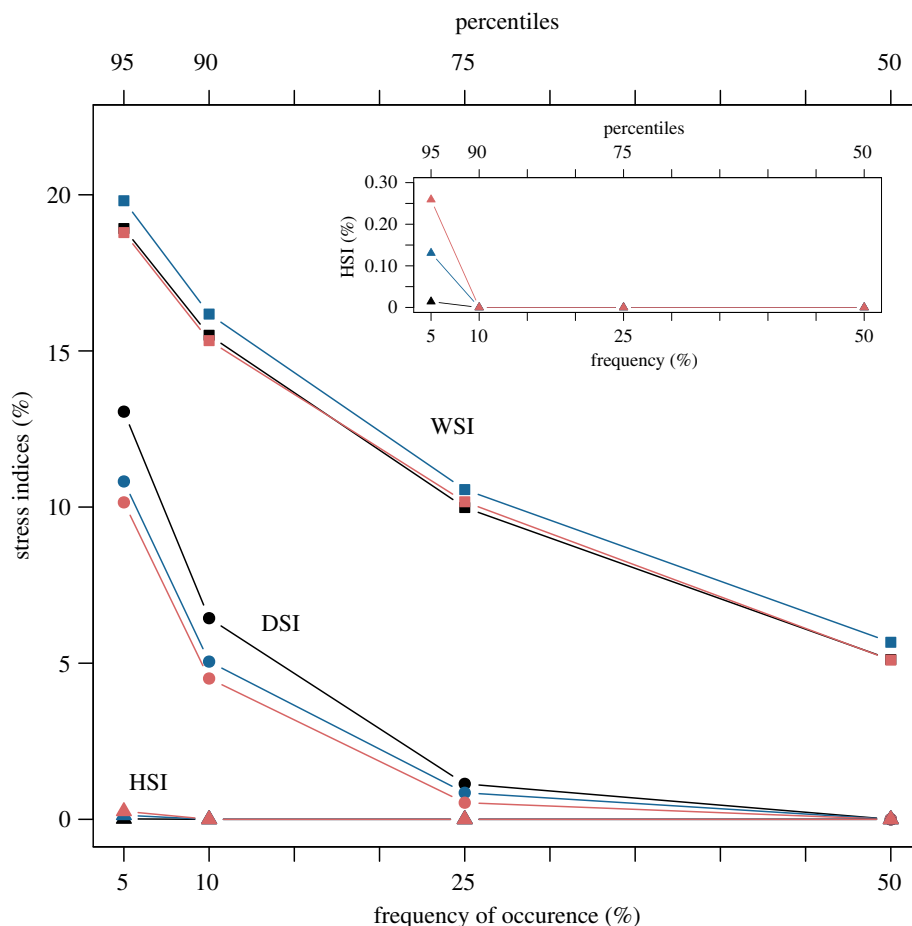 percentiles
95 90 75 50
percentiles
95 90 75 50
20
0.30
0.20
0.10
0
HSI (%)
5 10 25 50
frequency (%)
15
WSI
10
stress indices (%)
DSI
5
HSI
0
5 10 25 50
frequency of occurence (%)